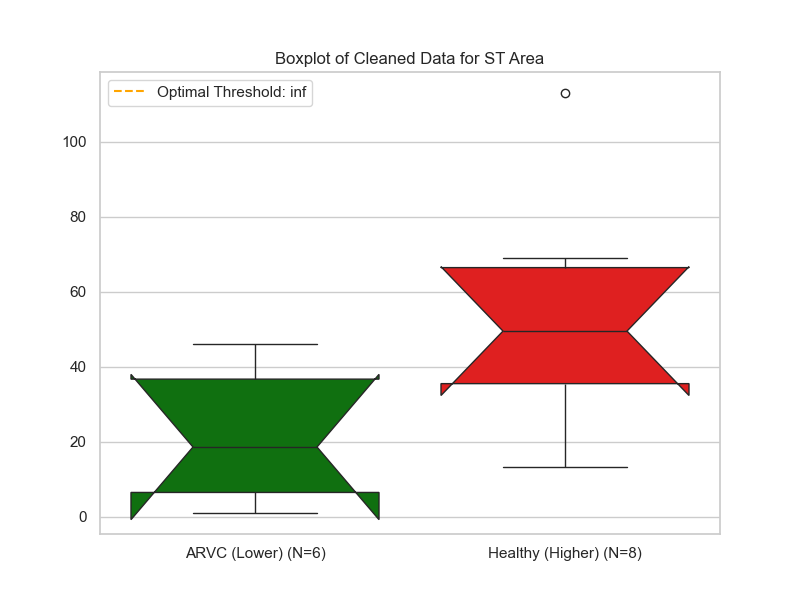 Boxplot of Cleaned Data for ST Area
Optimal Threshold: inf
100
80
60
40
20
0
ARVC (Lower) (N=6)
Healthy (Higher) (N=8)